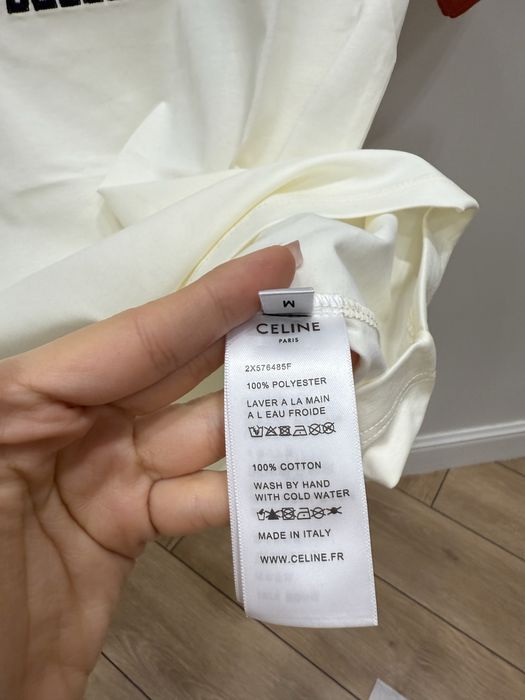 M
CELINE
PARIS
2X576485F
100% POLYESTER
LAVER A LA MAIN
A L EAU FROIDE
100% COTTON
WASH BY HAND
WITH COLD WATER
MADE IN ITALY
WWW.CELINE.FR